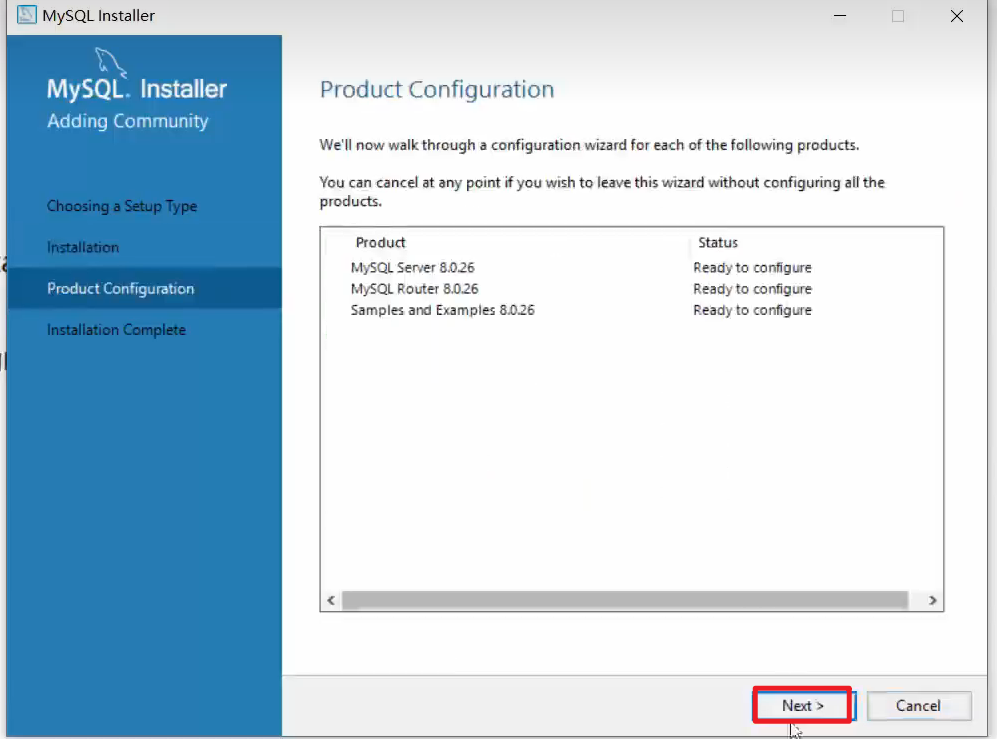 MySQL Installer
MySQL. Installer
Adding Community
Choosing a Setup Type
Installation
Product Configuration
Installation Complete
Product Configuration
We'll now walk through a configuration wizard for each of the following products.
You can cancel at any point if you wish to leave this wizard without configuring all the
products.
Product Status
MySQL Server 8.0.26 Ready to configure
MySQL Router 8.0.26 Ready to configure
Samples and Examples 8.0.26 Ready to configure
Next > Cancel